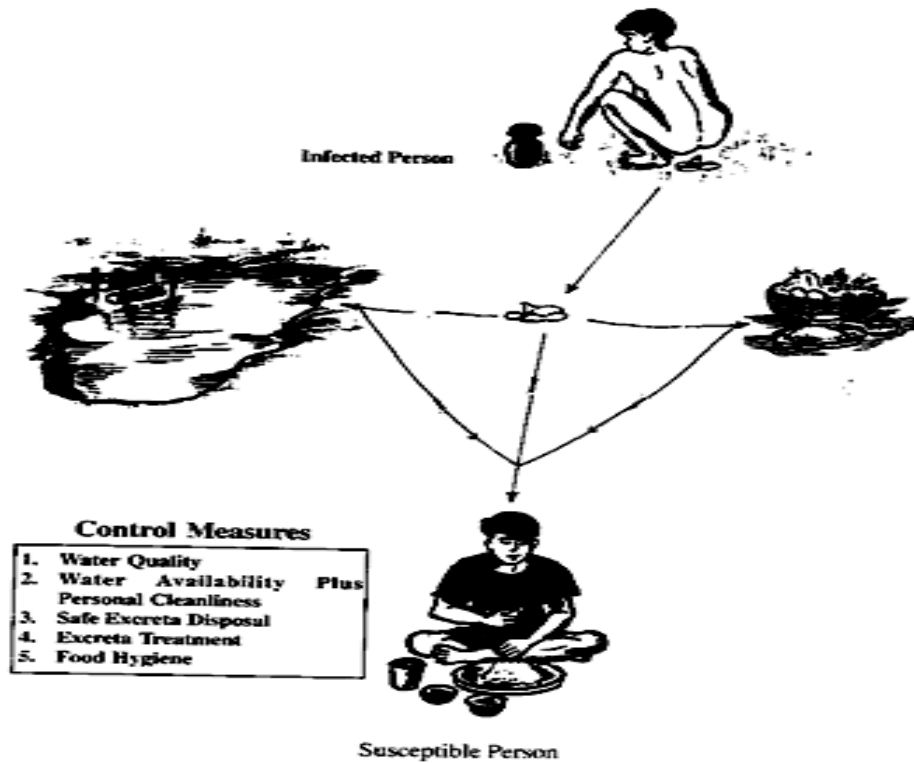 Infected Person
Control Measures
1. Water Quality
2. Water Availability Plus
Personal Cleanliness
3. Safe Excreta Disposal
4. Excreta Treatment
5. Food Hygiene
Susceptible Person